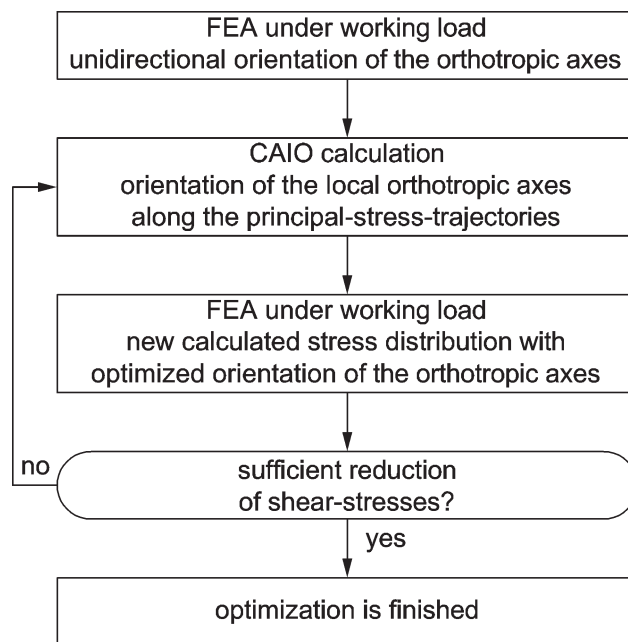 FEA under working load
unidirectional orientation of the orthotropic axes
CAIO calculation
orientation of the local orthotropic axes
along the principal-stress-trajectories
FEA under working load
new calculated stress distribution with
optimized orientation of the orthotropic axes
no
sufficient reduction
of shear-stresses?
yes
optimization is finished